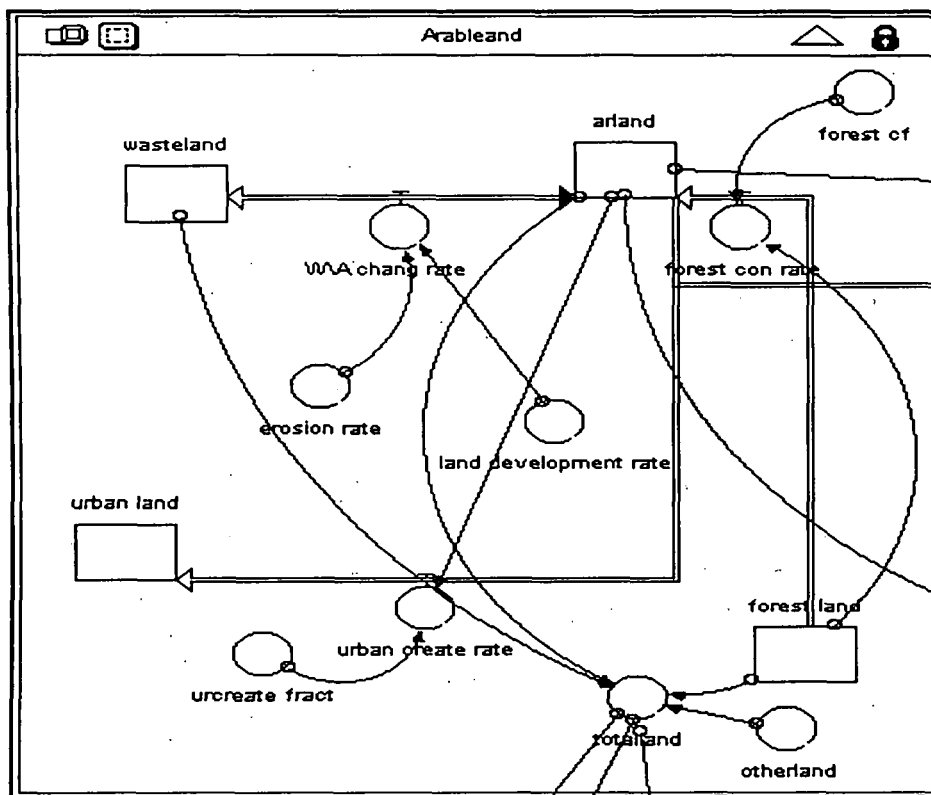 Arableand
forest cf
arland
wasteland
W\A chang rate
forest con rate
erosion rate
land development rate
urban land
forest land
urban create rate
urcreate fract
totalland
otherland